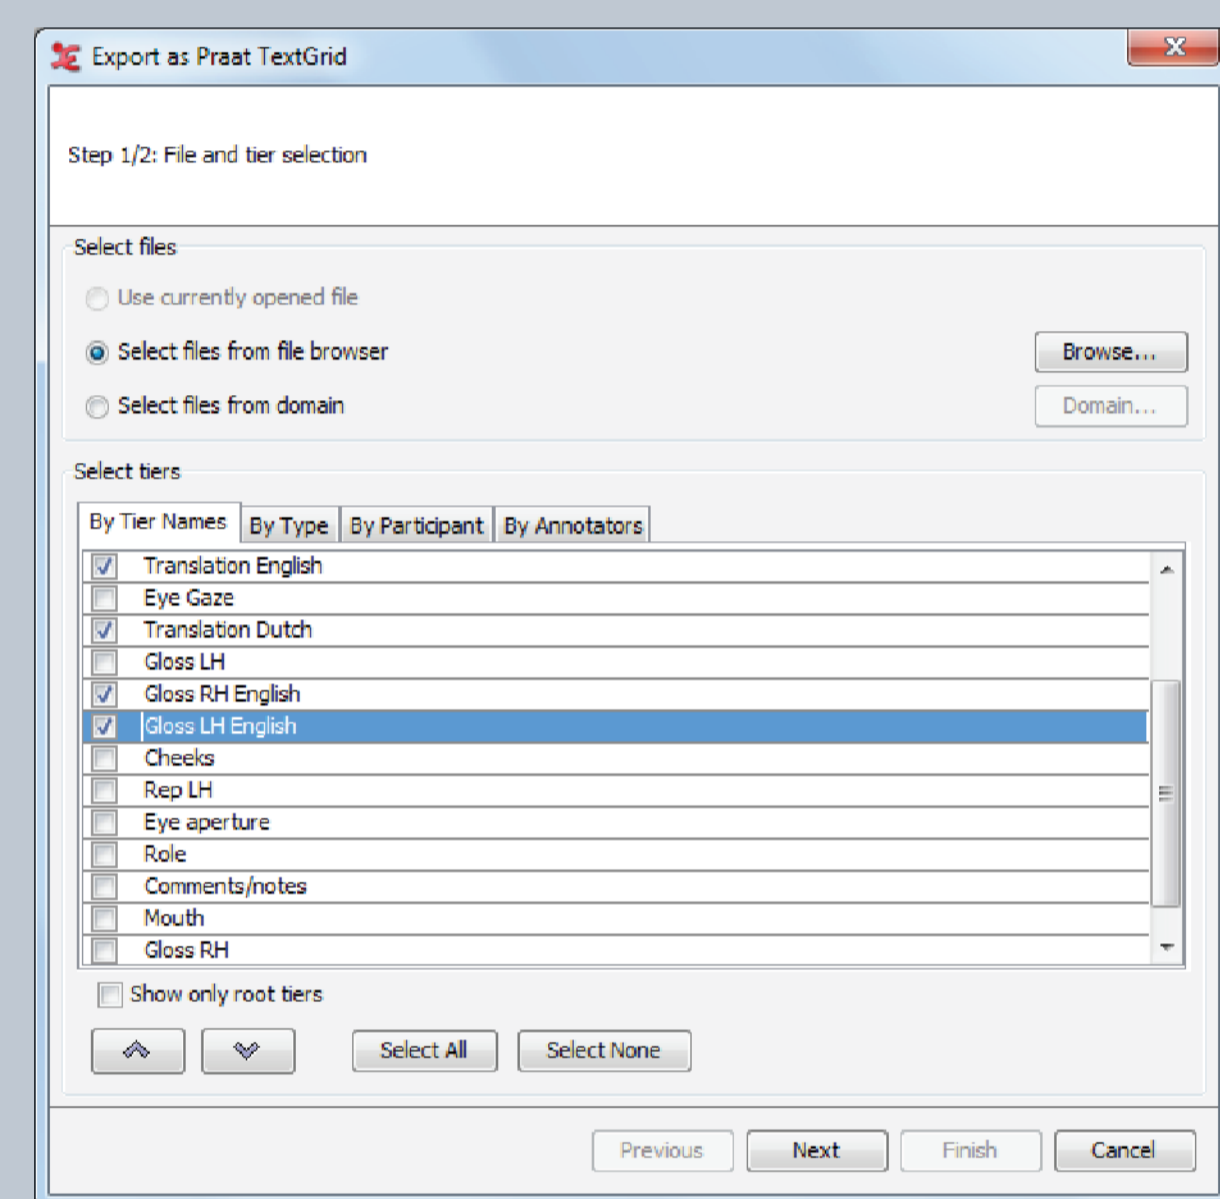 Export as Praat TextGrid
Step 1/2: File and tier selection
Select files
Use currently opened file
Select files from file browser
Browse...
Select files from domain
Domain...
Select tiers
By Tier Names By Type By Participant By Annotators
Translation English
Eye Gaze
Translation Dutch
Gloss LH
Gloss RH English
Gloss LH English
Cheeks
Rep LH
Eye aperture
Role
Comments/notes
Mouth
Gloss RH
Show only root tiers
Select All Select None
Previous Next Finish Cancel